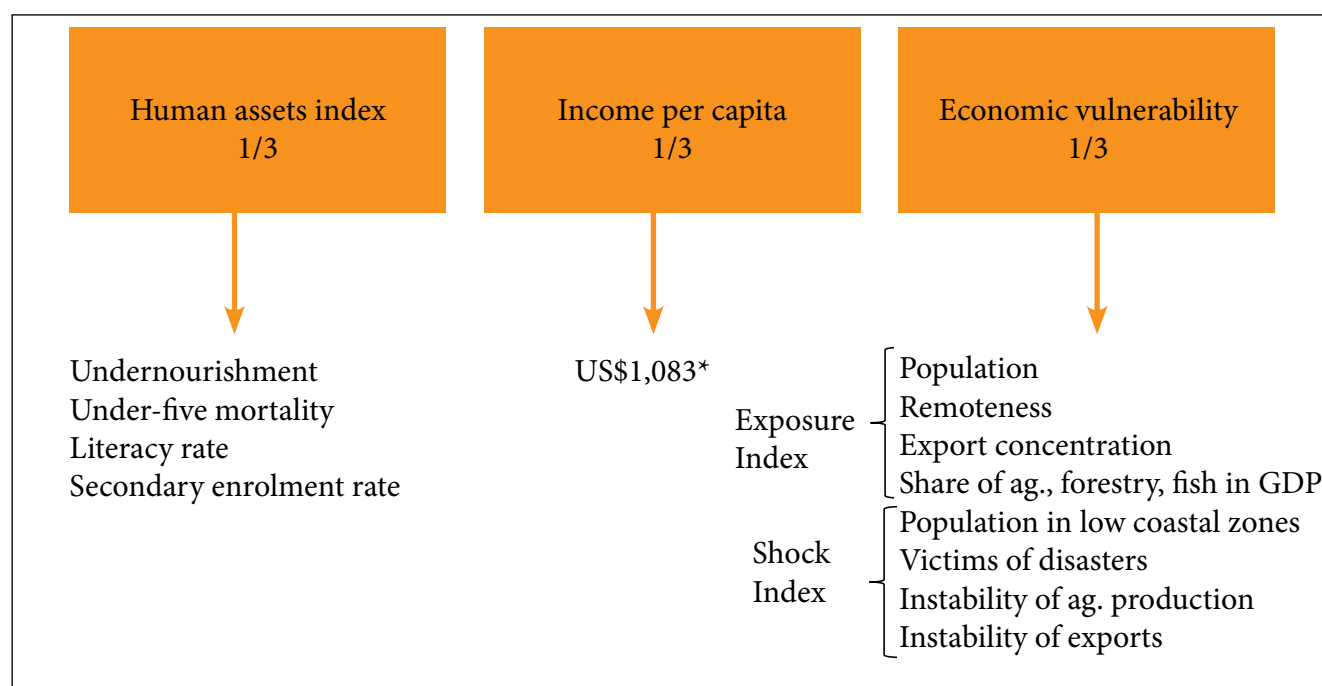 Human assets index
1/3
Income per capita
1/3
Economic vulnerability
1/3
Undernourishment
Under-five mortality
Literacy rate
Secondary enrolment rate
US$1,083*
Exposure
Index
Population
Remoteness
Export concentration
Share of ag., forestry, fish in GDP
Shock
Index
Population in low coastal zones
Victims of disasters
Instability of ag. production
Instability of exports